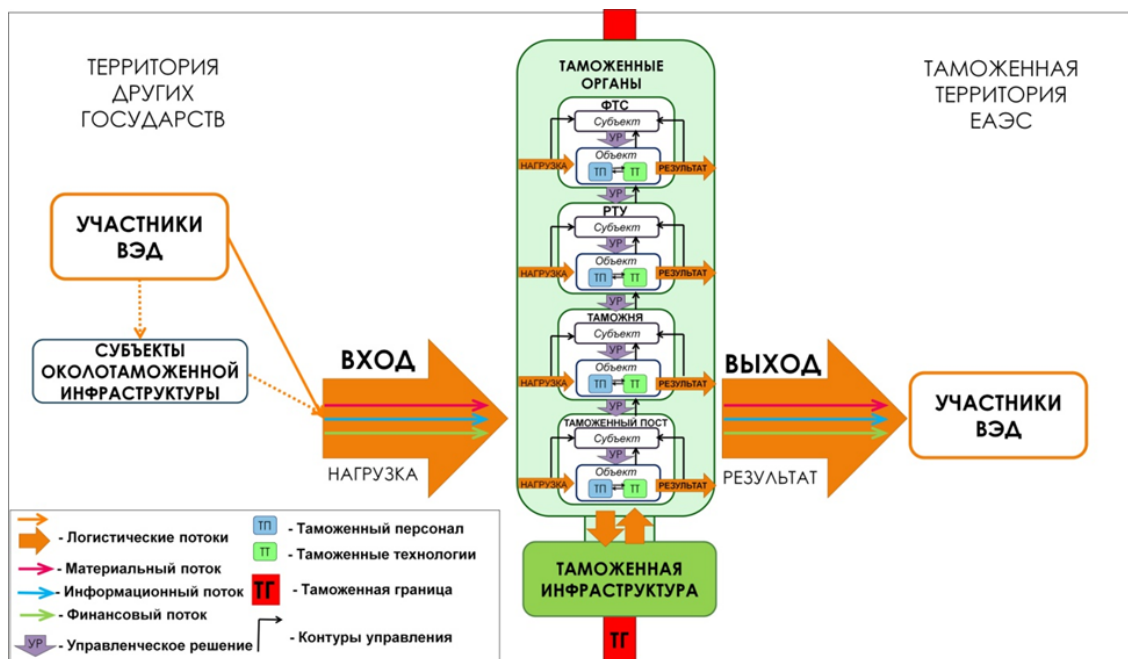 ТЕРРИТОРИЯ
ДРУГИХ
ГОСУДАРСТВ
УЧАСТНИКИ
ВЭД
СУБЪЕКТЫ
ОКОЛОТАМОЖЕННОЙ
ИНФРАСТРУКТУРЫ
ВХОД
НАГРУЗКА
ТАМОЖЕННЫЕ
ОРГАНЫ
ФТС
Субъект
УР
Объект
НАГРУЗКА
ТП
ТТ
РЕЗУЛЬТАТ
УР
РТУ
Субъект
УР
Объект
НАГРУЗКА
ТП
ТТ
РЕЗУЛЬТАТ
УР
ТАМОЖНЯ
Субъект
УР
Объект
НАГРУЗКА
ТП
ТТ
РЕЗУЛЬТАТ
УР
ТАМОЖЕННЫЙ ПОСТ
Субъект
УР
Объект
НАГРУЗКА
ТП
ТТ
РЕЗУЛЬТАТ
ТАМОЖЕННАЯ
ИНФРАСТРУКТУРА
ТГ
ТАМОЖЕННАЯ
ТЕРРИТОРИЯ
ЕАЭС
ВЫХОД
РЕЗУЛЬТАТ
УЧАСТНИКИ
ВЭД
- Логистические потоки
- Материальный поток
- Информационный поток
- Финансовый поток
УР - Управленческое решение
ТП - Таможенный персонал
ТТ - Таможенные технологии
ТГ - Таможенная граница
- Контуры управления